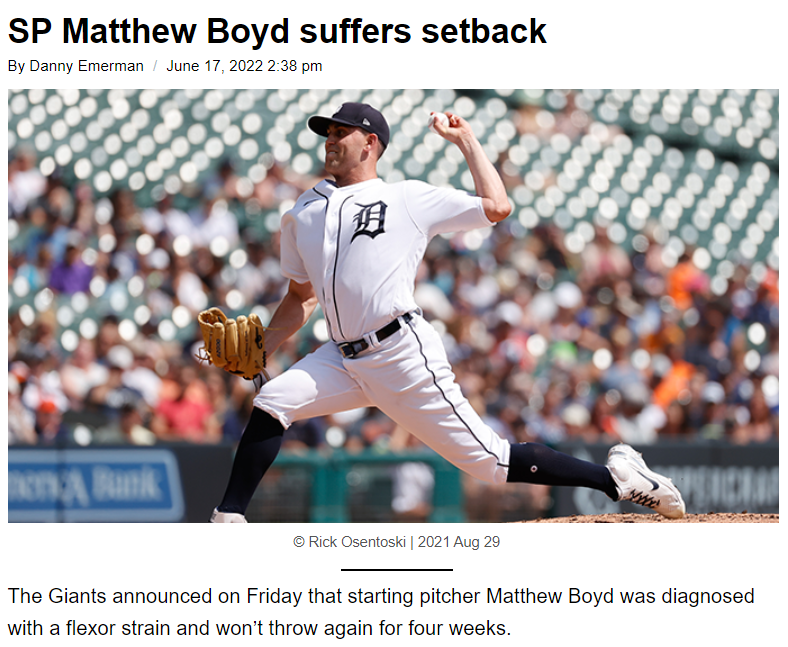 SP Matthew Boyd suffers setback
By Danny Emerman / June 17, 2022 2:38 pm
D
Bank
© Rick Osentoski | 2021 Aug 29
The Giants announced on Friday that starting pitcher Matthew Boyd was diagnosed
with a flexor strain and won’t throw again for four weeks.